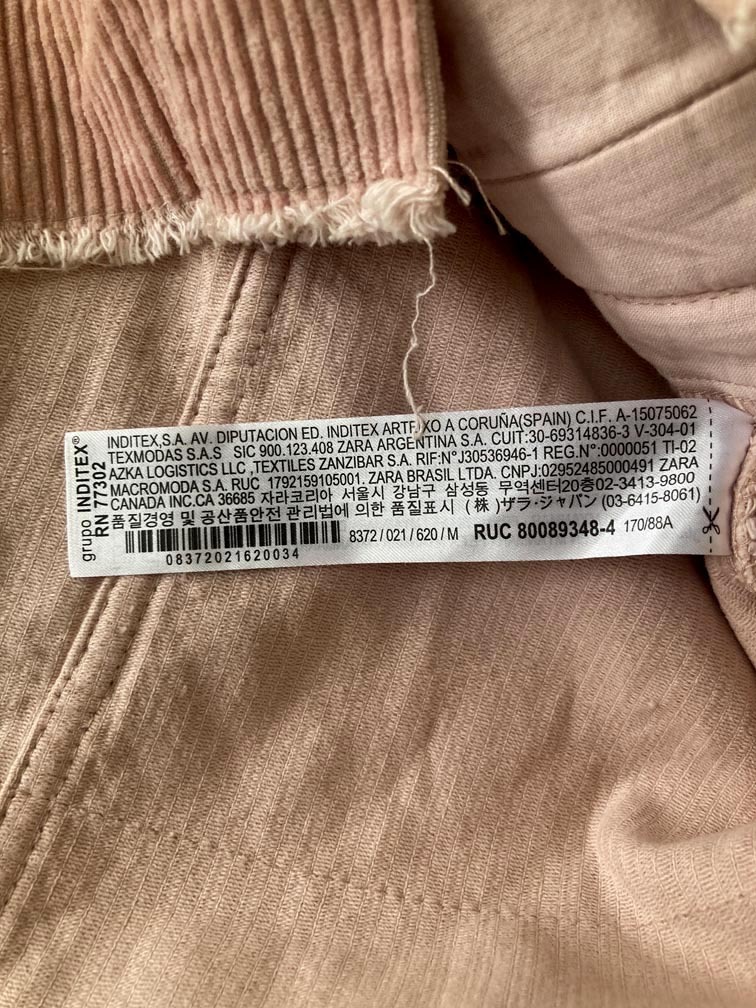 grupo INDITEX®
RN 77302
INDITEX,S.A. AV. DIPUTACION ED. INDITEX ARTEIXO A CORUÑA(SPAIN) C.I.F. A-15075062
TEXMODAS S.A.S SIC 900.123.408 ZARA ARGENTINA S.A. CUIT:30-69314836-3 V-304-01
AZKA LOGISTICS LLC ,TEXTILES ZANZIBAR S.A. RIF:N°J30536946-1 REG.N°:0000051 TI-02
MACROMODA S.A. RUC 1792159105001. ZARA BRASIL LTDA. CNPJ:02952485000491 ZARA
CANADA INC.CA 36685 자라코리아 서울시 강남구 삼성동 무역센터20층02-3413-9800
품질경영 및 공산품안전 관리법에 의한 품질표시 (株)ザラ・ジャパン (03-6415-8061)
08372021620034
8372 / 021 / 620 / M RUC 80089348-4 170/88A